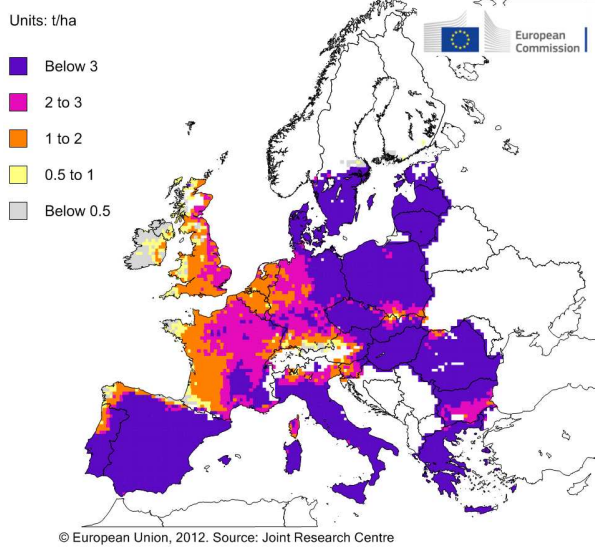 Units: t/ha
European
Commission
Below 3
2 to 3
1 to 2
0.5 to 1
Below 0.5
© European Union, 2012. Source: Joint Research Centre